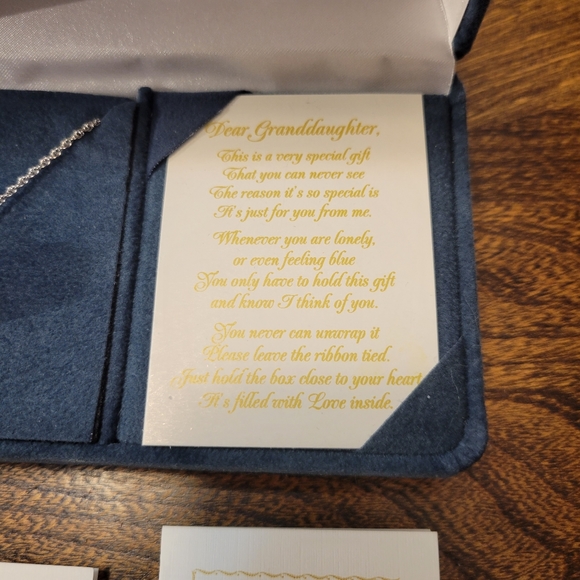 Dear Granddaughter,
This is a very special gift
That you can never see
The reason it's so special is
It's just for you from me.
Whenever you are lonely,
or even feeling blue
You only have to hold this gift
and know I think of you.
You never can unwrap it
Please leave the ribbon tied.
Just hold the box close to your heart
It's filled with Love inside.